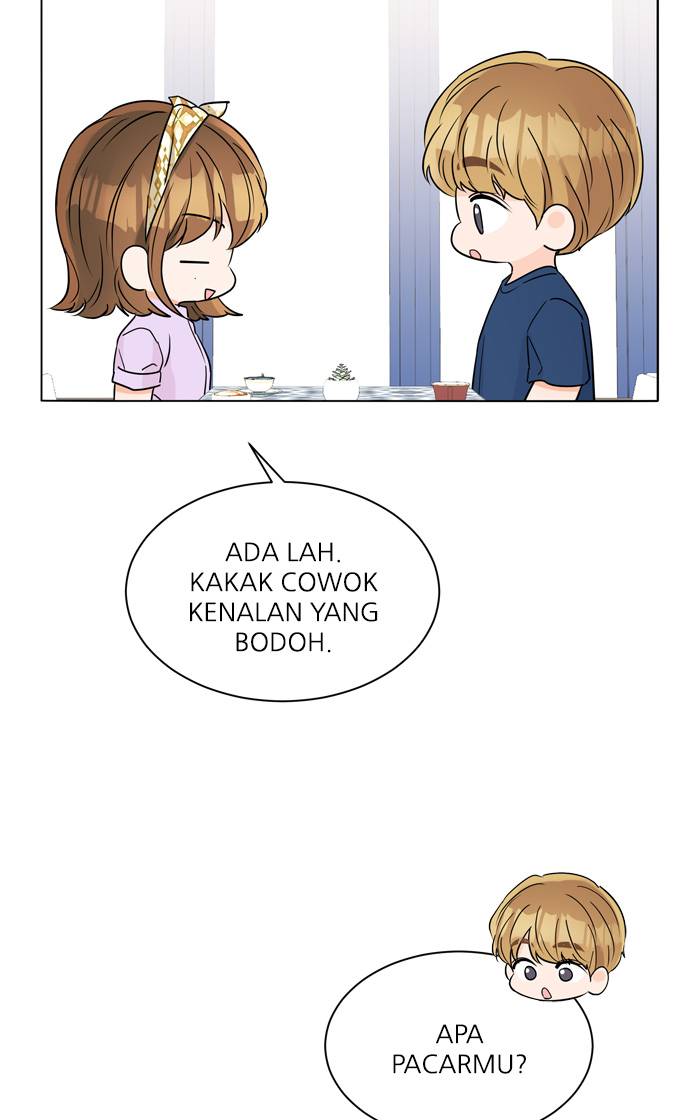 ADA LAH.
KAKAK COWOK
KENALAN YANG
BODOH.
APA
PACARMU?